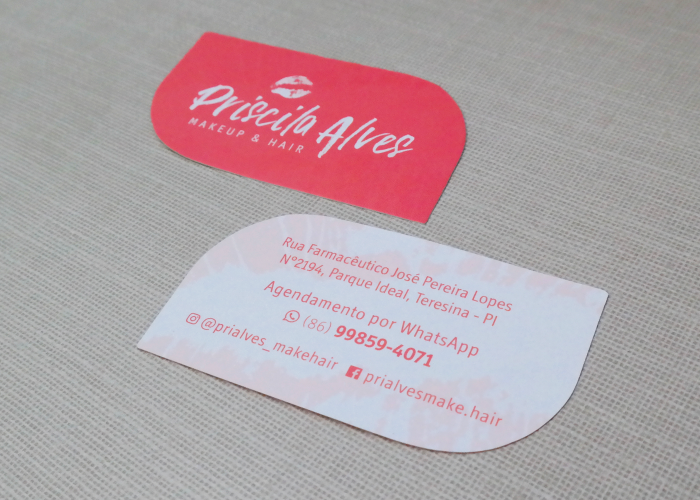 Priscila Alves
MAKEUP & HAIR
Rua Farmacêutico José Pereira Lopes
Nº2194, Parque Ideal, Teresina - PI
Agendamento por WhatsApp
(86) 99859-4071
@prialves_makehair prialvesmake.hair